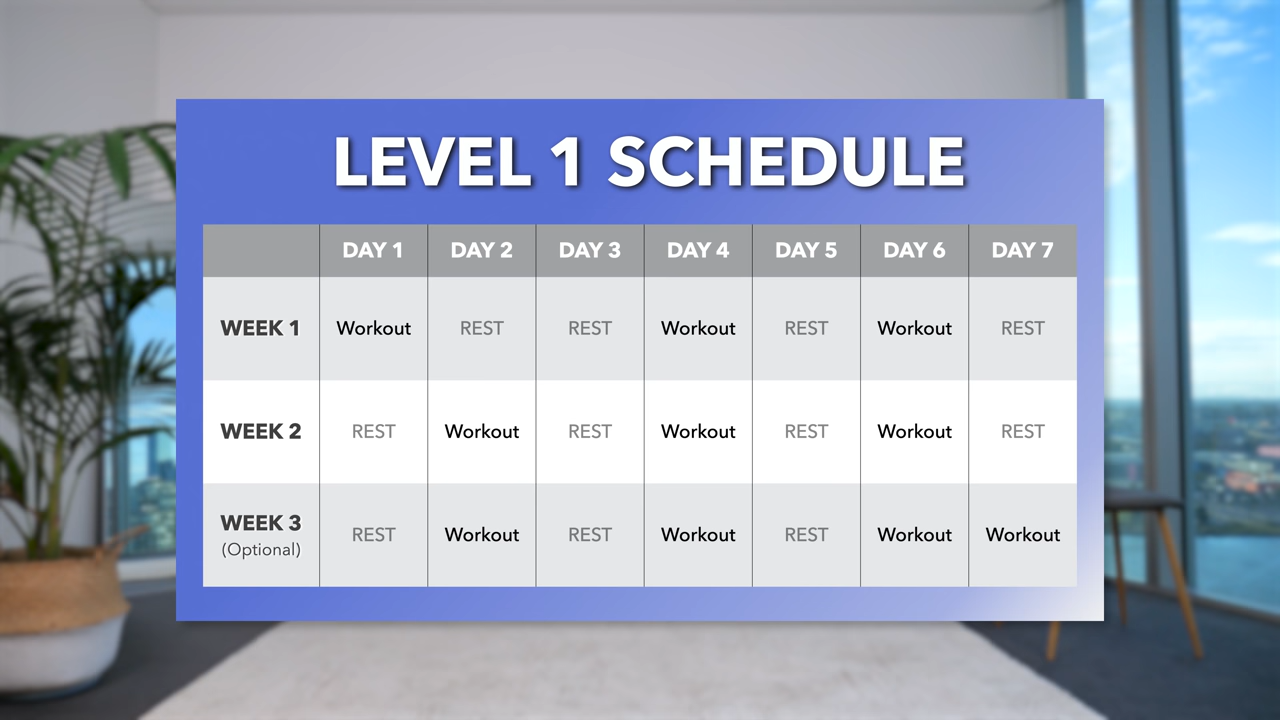 LEVEL 1 SCHEDULE
DAY 1 DAY 2 DAY 3 DAY 4 DAY 5 DAY 6 DAY 7
WEEK 1 Workout REST REST Workout REST Workout REST
WEEK 2 REST Workout REST Workout REST Workout REST
WEEK 3 REST Workout REST Workout REST Workout Workout
(Optional)